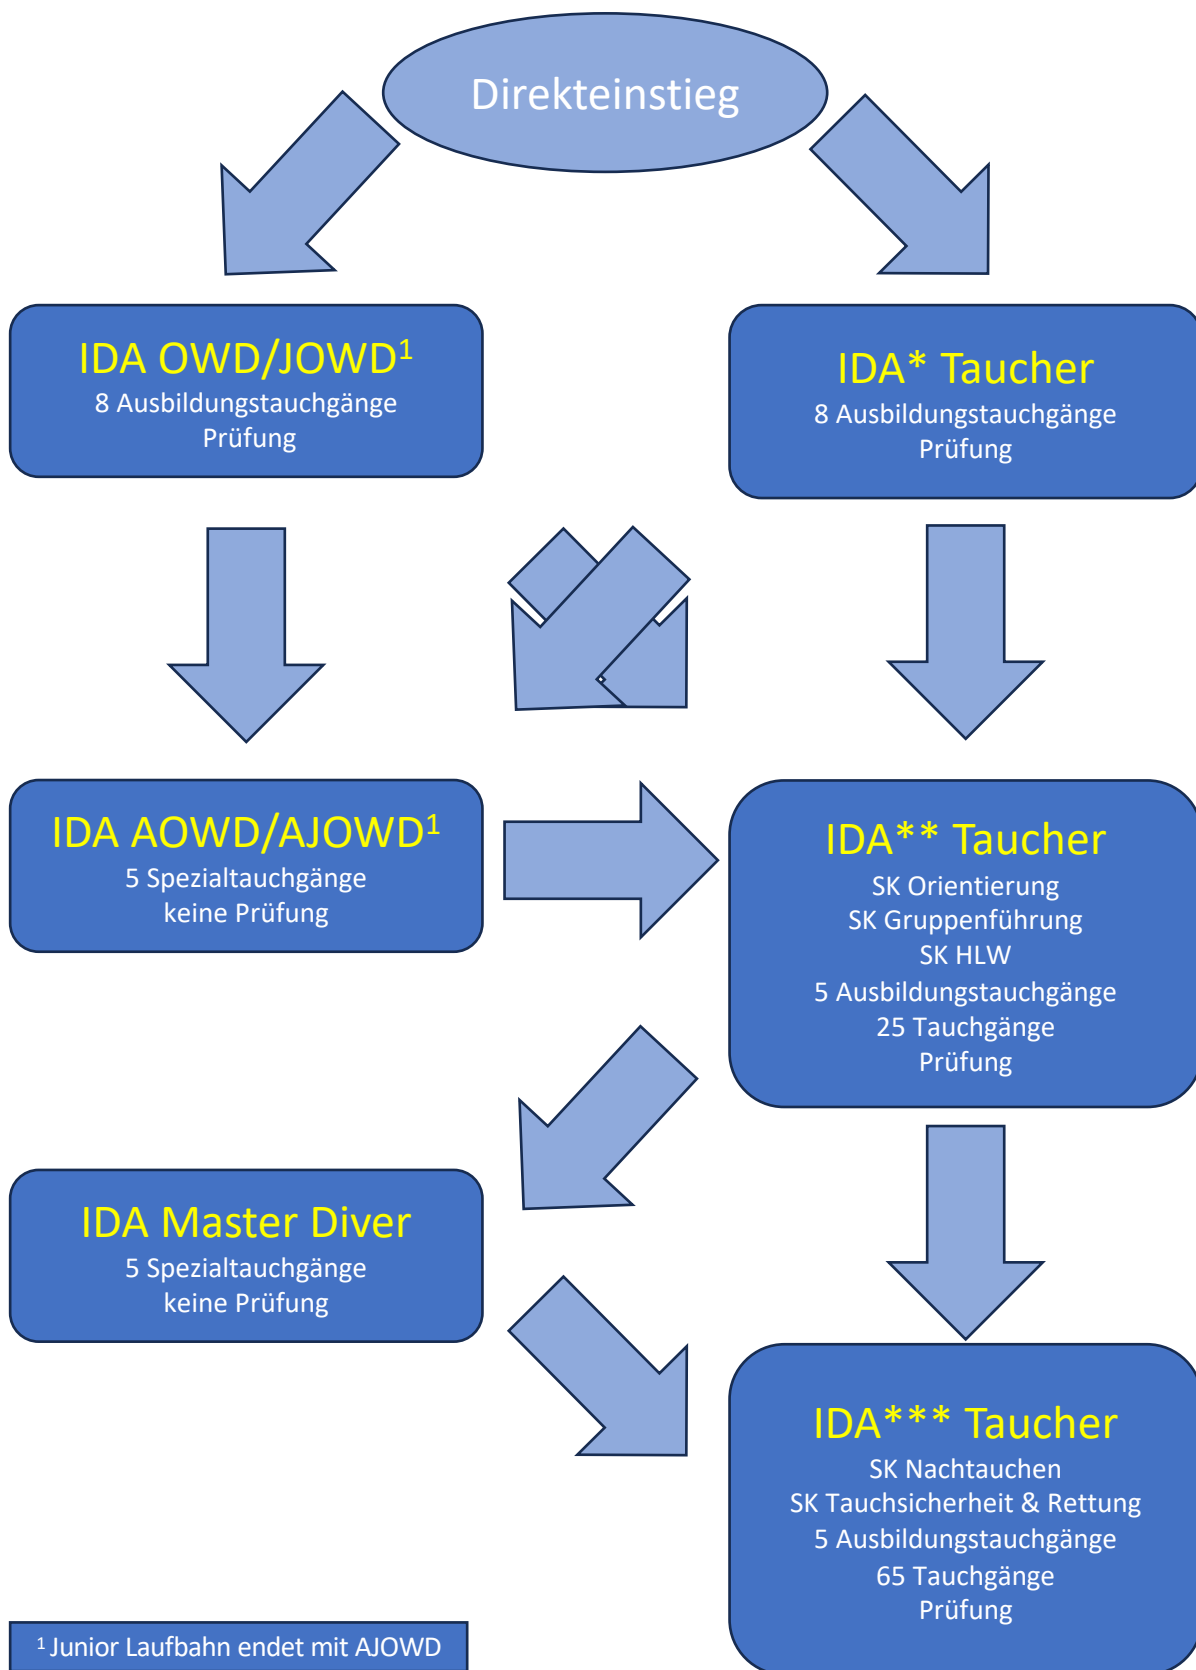 Direkteinstieg
IDA OWD/JOWD¹
8 Ausbildungstauchgänge
Prüfung
IDA* Taucher
8 Ausbildungstauchgänge
Prüfung
IDA AOWD/AJOWD¹
5 Spezialtauchgänge
keine Prüfung
IDA** Taucher
SK Orientierung
SK Gruppenführung
SK HLW
5 Ausbildungstauchgänge
25 Tauchgänge
Prüfung
IDA Master Diver
5 Spezialtauchgänge
keine Prüfung
IDA*** Taucher
SK Nachtauchen
SK Tauchsicherheit & Rettung
5 Ausbildungstauchgänge
65 Tauchgänge
Prüfung
¹ Junior Laufbahn endet mit AJOWD